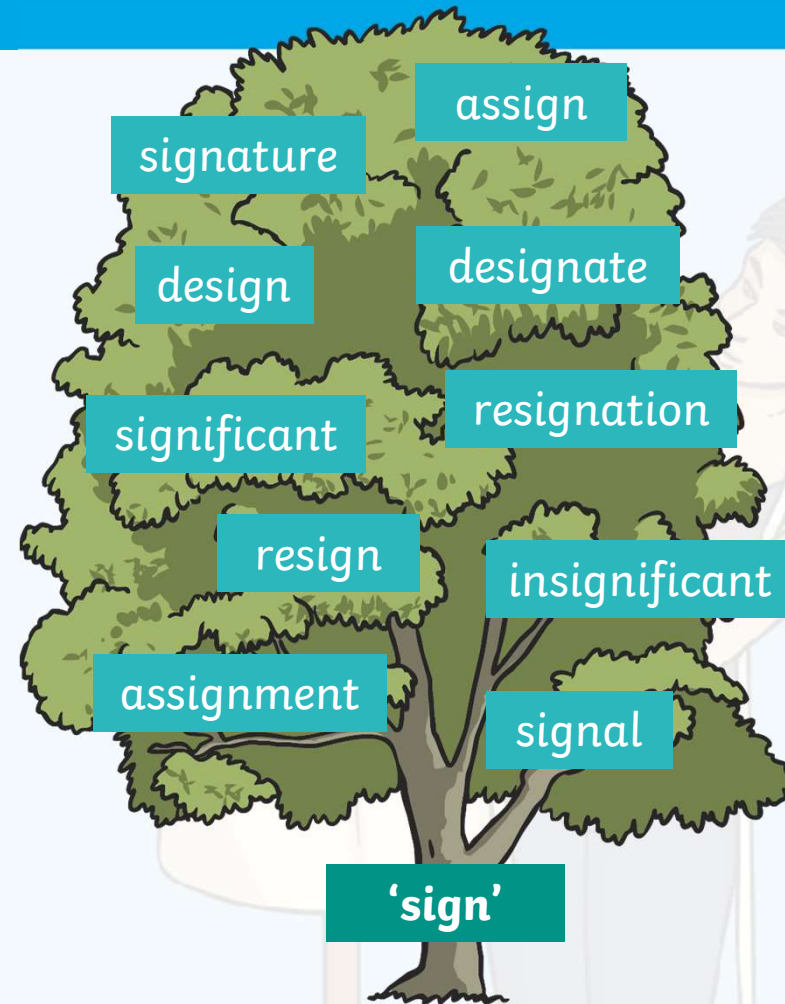 assign
signature
designate
design
resignation
significant
resign
insignificant
assignment
signal
‘sign’